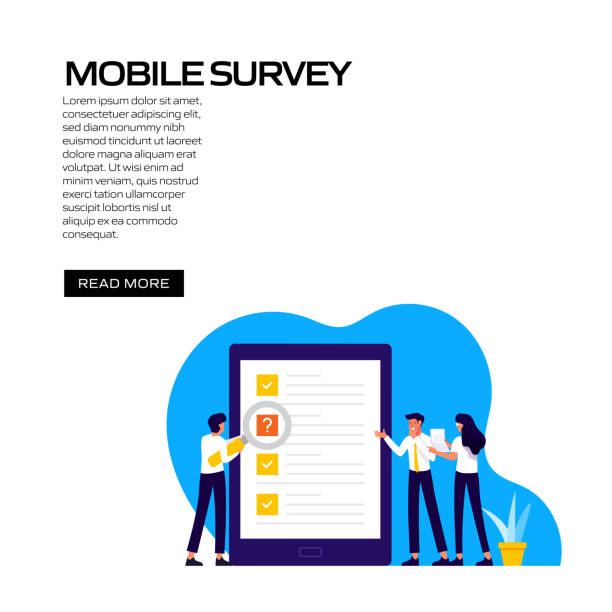 MOBILE SURVEY
Lorem ipsum dolor sit amet,
consectetuer adipiscing elit,
sed diam nonummy nibh
euismod tincidunt ut laoreet
dolore magna aliquam erat
volutpat. Ut wisi enim ad
minim veniam, quis nostrud
exerci tation ullamcorper
suscipit lobortis nisl ut
aliquip ex ea commodo
consequat.
READ MORE
?